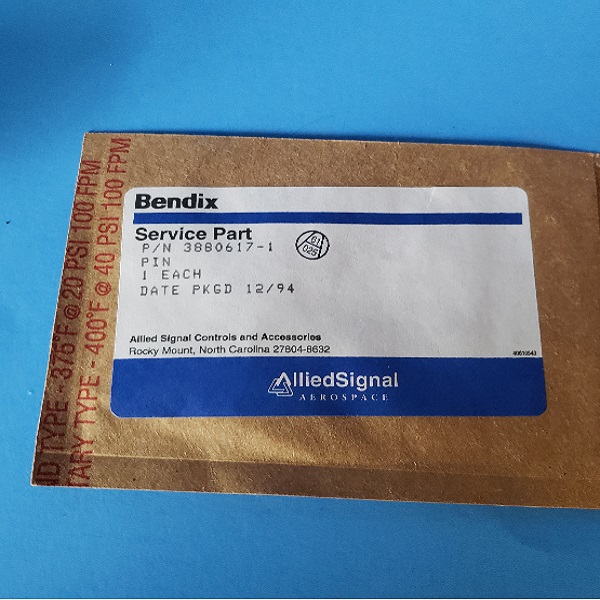 Bendix
Service Part
P/N 3880617-1
61
025
PIN
1 EACH
DATE PKGD 12/94
Allied Signal Controls and Accessories
Rocky Mount, North Carolina 27804-8632
AlliedSignal
AEROSPACE
TYPE - 375°F @ 20 PSI 100 FPM
TARY TYPE - 400°F @ 40 PSI 100 FPM